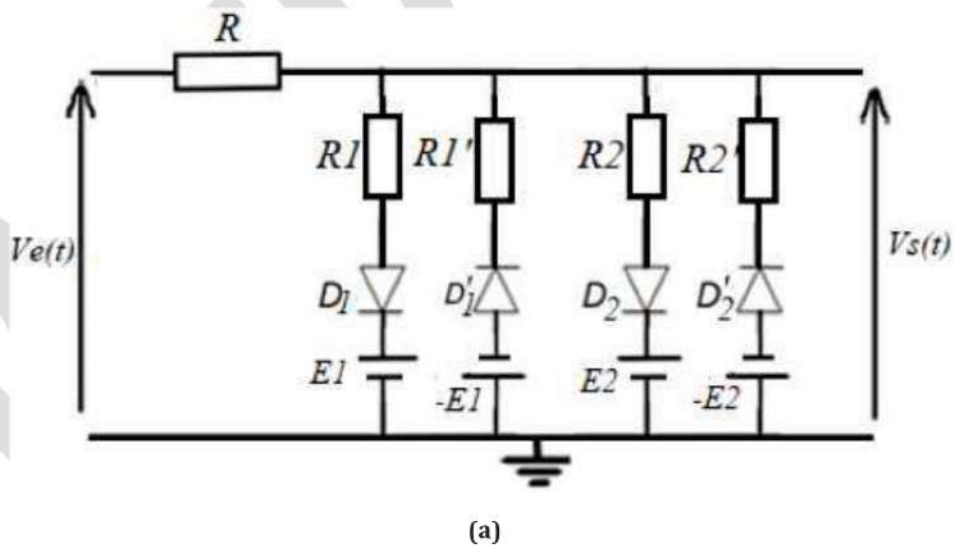 R
R1 R1' R2 R2'
Ve(t) Vs(t)
D1 D'1 D2 D'2
E1 -E1 E2 -E2
(a)